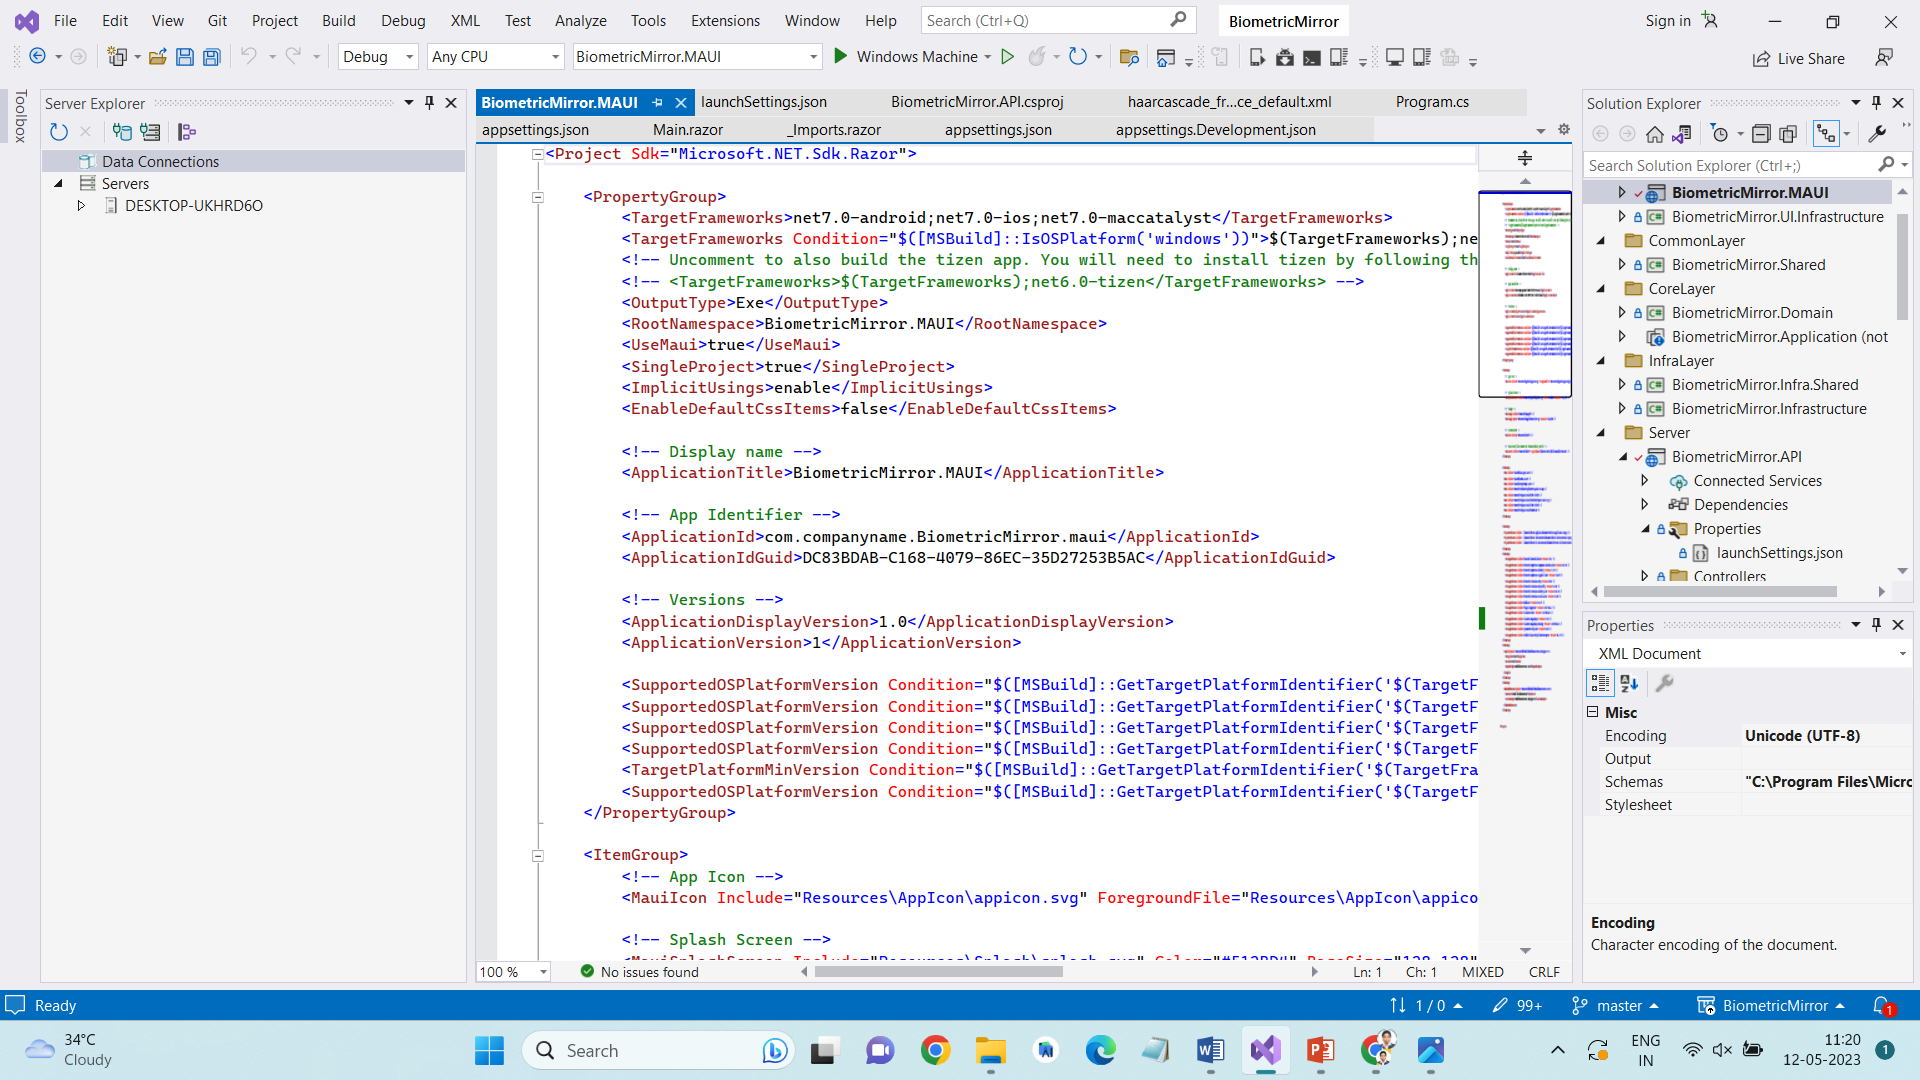 File Edit View Git Project Build Debug XML Test Analyze Tools Extensions Window Help Search (Ctrl+Q) BiometricMirror Sign in
Debug Any CPU BiometricMirror.MAUI Windows Machine Live Share
Toolbox
Server Explorer
Data Connections
Servers
DESKTOP-UKHRD6O
BiometricMirror.MAUI launchSettings.json BiometricMirror.API.csproj haarcascade_fr...ce_default.xml Program.cs
appsettings.json Main.razor _Imports.razor appsettings.json appsettings.Development.json
<Project Sdk="Microsoft.NET.Sdk.Razor">
<PropertyGroup>
<TargetFrameworks>net7.0-android;net7.0-ios;net7.0-maccatalyst</TargetFrameworks>
<TargetFrameworks Condition="$([MSBuild]::IsOSPlatform('windows'))">$(TargetFrameworks);ne
<!-- Uncomment to also build the tizen app. You will need to install tizen by following th
<!-- <TargetFrameworks>$(TargetFrameworks);net6.0-tizen</TargetFrameworks> -->
<OutputType>Exe</OutputType>
<RootNamespace>BiometricMirror.MAUI</RootNamespace>
<UseMaui>true</UseMaui>
<SingleProject>true</SingleProject>
<ImplicitUsings>enable</ImplicitUsings>
<EnableDefaultCssItems>false</EnableDefaultCssItems>
<!-- Display name -->
<ApplicationTitle>BiometricMirror.MAUI</ApplicationTitle>
<!-- App Identifier -->
<ApplicationId>com.companyname.BiometricMirror.maui</ApplicationId>
<ApplicationIdGuid>DC83BDAB-C168-4079-86EC-35D27253B5AC</ApplicationIdGuid>
<!-- Versions -->
<ApplicationDisplayVersion>1.0</ApplicationDisplayVersion>
<ApplicationVersion>1</ApplicationVersion>
<SupportedOSPlatformVersion Condition="$([MSBuild]::GetTargetPlatformIdentifier('$(TargetF
<SupportedOSPlatformVersion Condition="$([MSBuild]::GetTargetPlatformIdentifier('$(TargetF
<SupportedOSPlatformVersion Condition="$([MSBuild]::GetTargetPlatformIdentifier('$(TargetF
<SupportedOSPlatformVersion Condition="$([MSBuild]::GetTargetPlatformIdentifier('$(TargetF
<TargetPlatformMinVersion Condition="$([MSBuild]::GetTargetPlatformIdentifier('$(TargetFra
<SupportedOSPlatformVersion Condition="$([MSBuild]::GetTargetPlatformIdentifier('$(TargetF
</PropertyGroup>
<ItemGroup>
<!-- App Icon -->
<MauiIcon Include="Resources\AppIcon\appicon.svg" ForegroundFile="Resources\AppIcon\appico
<!-- Splash Screen -->
<MauiSplashScreen Include="Resources\Splash\splash.svg" Color="#512BD4" BaseSize="128,128"
100 % No issues found Ln: 1 Ch: 1 MIXED CRLF
Solution Explorer
Search Solution Explorer (Ctrl+;)
BiometricMirror.MAUI
BiometricMirror.UI.Infrastructure
CommonLayer
BiometricMirror.Shared
CoreLayer
BiometricMirror.Domain
BiometricMirror.Application (not
InfraLayer
BiometricMirror.Infra.Shared
BiometricMirror.Infrastructure
Server
BiometricMirror.API
Connected Services
Dependencies
Properties
launchSettings.json
Controllers
Properties
XML Document
Misc
Encoding Unicode (UTF-8)
Output
Schemas "C:\Program Files\Micro
Stylesheet
Encoding
Character encoding of the document.
Ready 1 / 0 99+ master BiometricMirror 1
34°C
Cloudy
Search
ENG
IN
11:20
12-05-2023
1